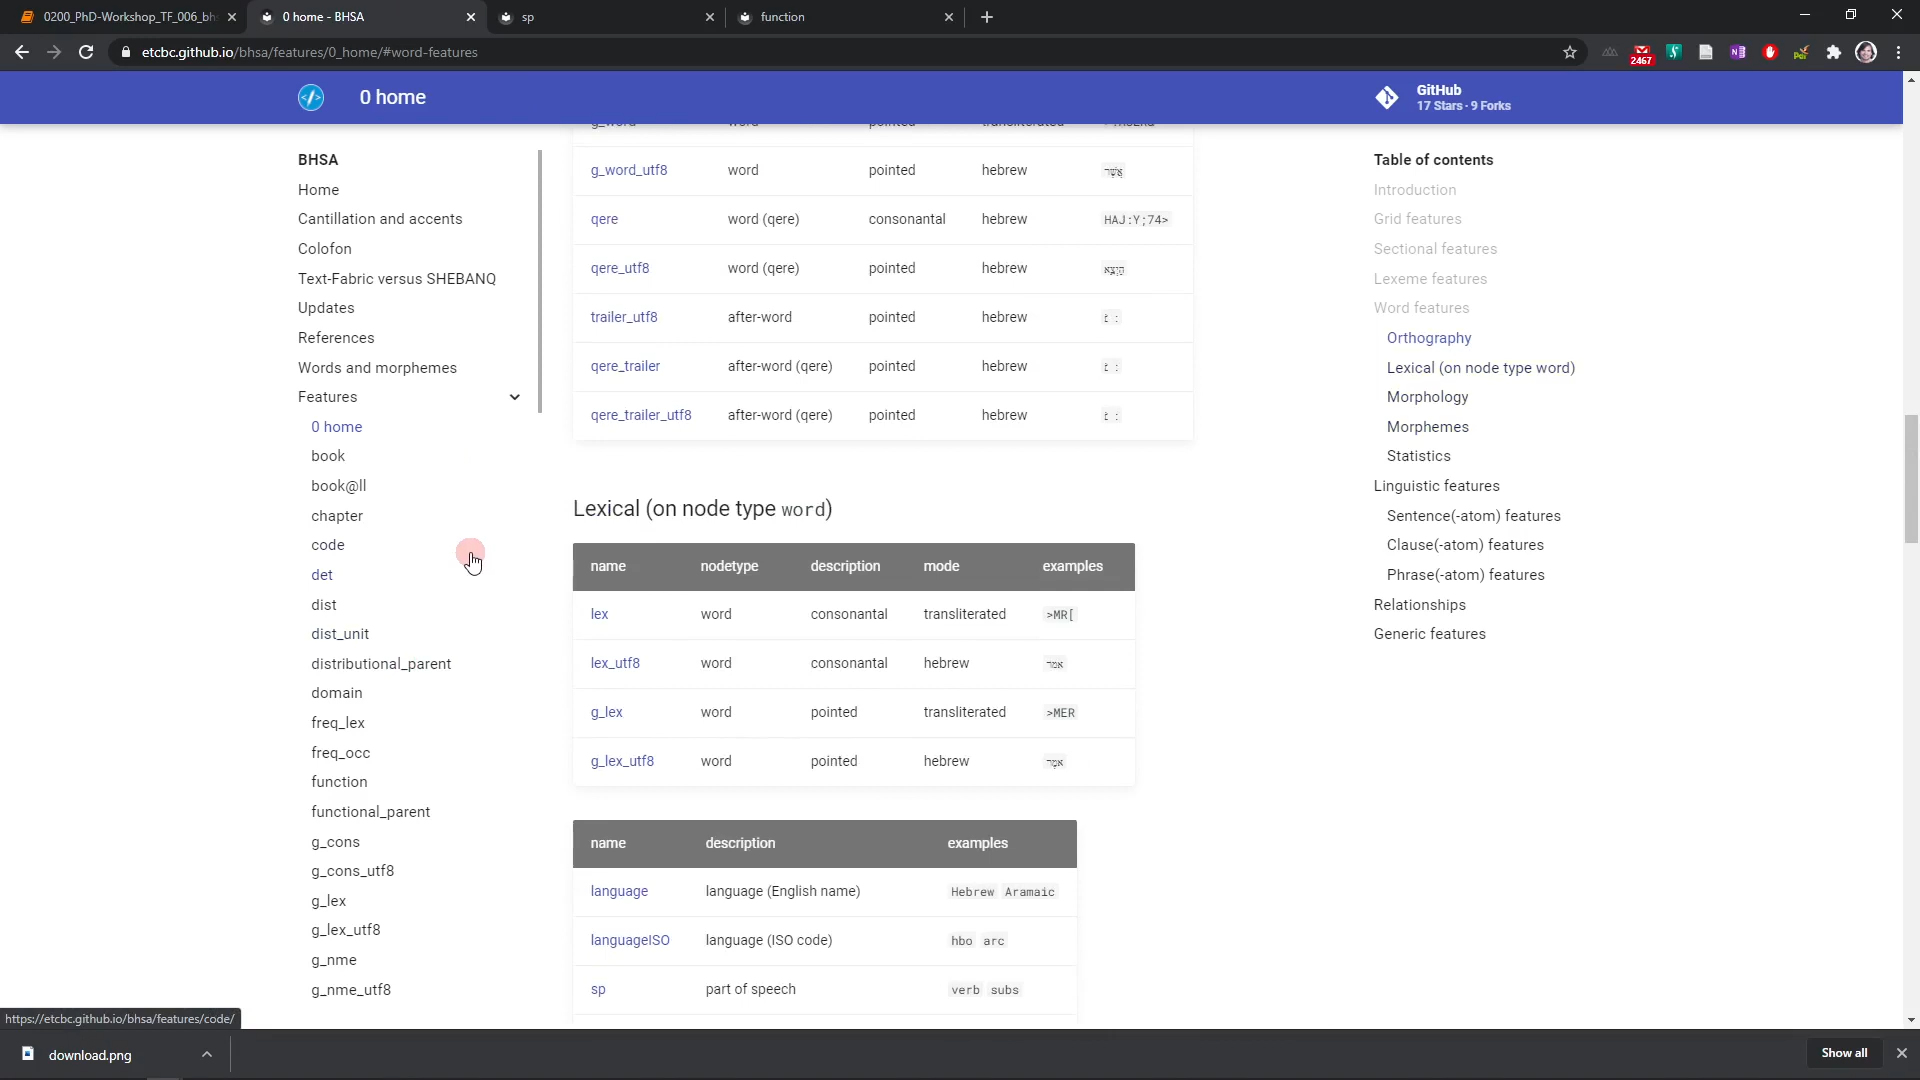 0200_PhD-Workshop_TF_006_bh
0 home - BHSA
sp
function
etcbc.github.io/bhsa/features/0_home/#word-features
2467
0 home
GitHub
17 Stars · 9 Forks
BHSA
Home
Cantillation and accents
Colofon
Text-Fabric versus SHEBANQ
Updates
References
Words and morphemes
Features
0 home
book
book@ll
chapter
code
det
dist
dist_unit
distributional_parent
domain
freq_lex
freq_occ
function
functional_parent
g_cons
g_cons_utf8
g_lex
g_lex_utf8
g_nme
g_nme_utf8
g_word word pointed transliterated
g_word_utf8 word pointed hebrew אֲשֶׁר
qere word (qere) consonantal hebrew HAJ:Y;74>
qere_utf8 word (qere) pointed hebrew
trailer_utf8 after-word pointed hebrew
qere_trailer after-word (qere) pointed hebrew
qere_trailer_utf8 after-word (qere) pointed hebrew
Lexical (on node type word)
name nodetype description mode examples
lex word consonantal transliterated >MR[
lex_utf8 word consonantal hebrew אמר
g_lex word pointed transliterated >MER
g_lex_utf8 word pointed hebrew אמֶר
name description examples
language language (English name) Hebrew Aramaic
languageISO language (ISO code) hbo arc
sp part of speech verb subs
Table of contents
Introduction
Grid features
Sectional features
Lexeme features
Word features
Orthography
Lexical (on node type word)
Morphology
Morphemes
Statistics
Linguistic features
Sentence(-atom) features
Clause(-atom) features
Phrase(-atom) features
Relationships
Generic features
https://etcbc.github.io/bhsa/features/code/
download.png
Show all